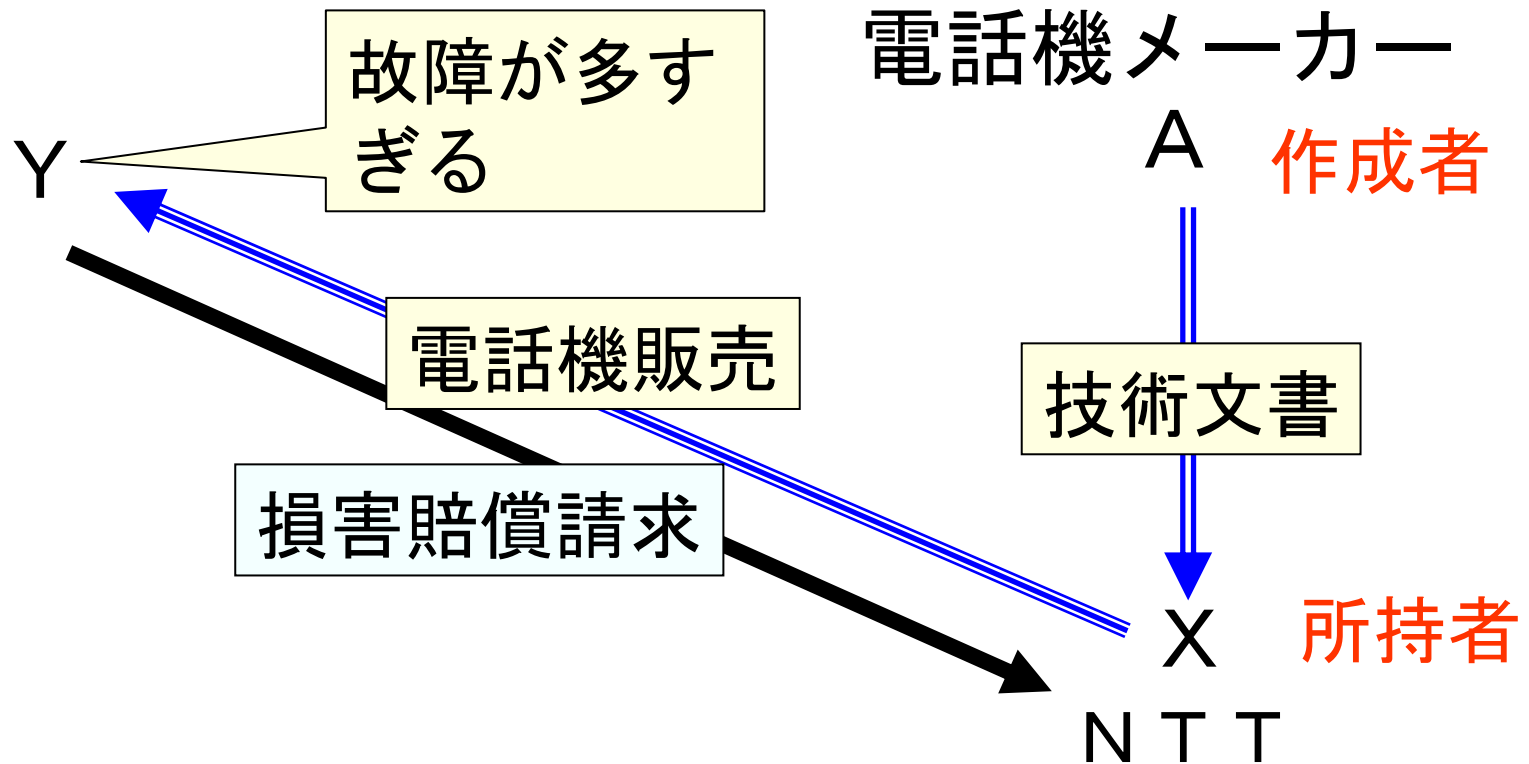 電話機メーカー
故障が多す
ぎる
Y
A
作成者
電話機販売
技術文書
損害賠償請求
X
所持者
NTT